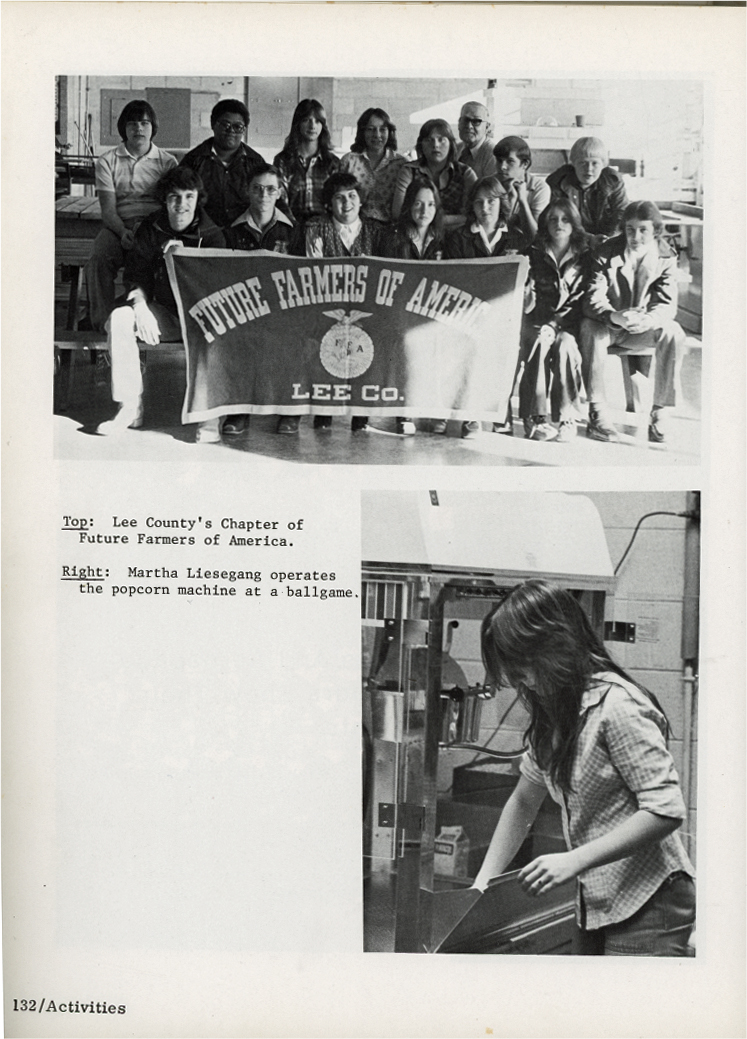 FUTURE FARMERS OF AMERIC
F F A
LEE CO.
Top: Lee County's Chapter of
Future Farmers of America.
Right: Martha Liesegang operates
the popcorn machine at a ballgame.
132/Activities